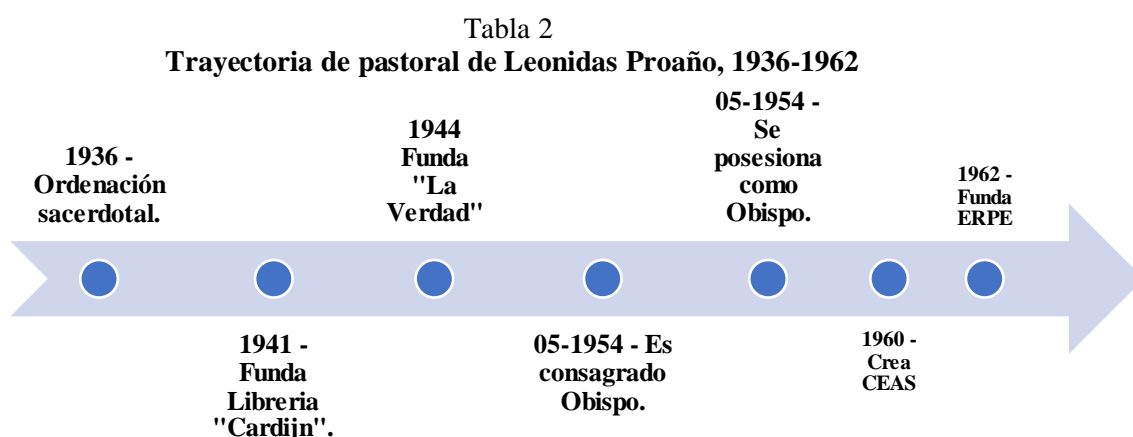 Tabla 2
Trayectoria de pastoral de Leonidas Proaño, 1936-1962
1936 -
Ordenación
sacerdotal.
1941 -
Funda
Libreria
"Cardijn".
1944
Funda
"La
Verdad"
05-1954 - Es
consagrado
Obispo.
05-1954 -
Se
posesiona
como
Obispo.
1960 -
Crea
CEAS
1962 -
Funda
ERPE